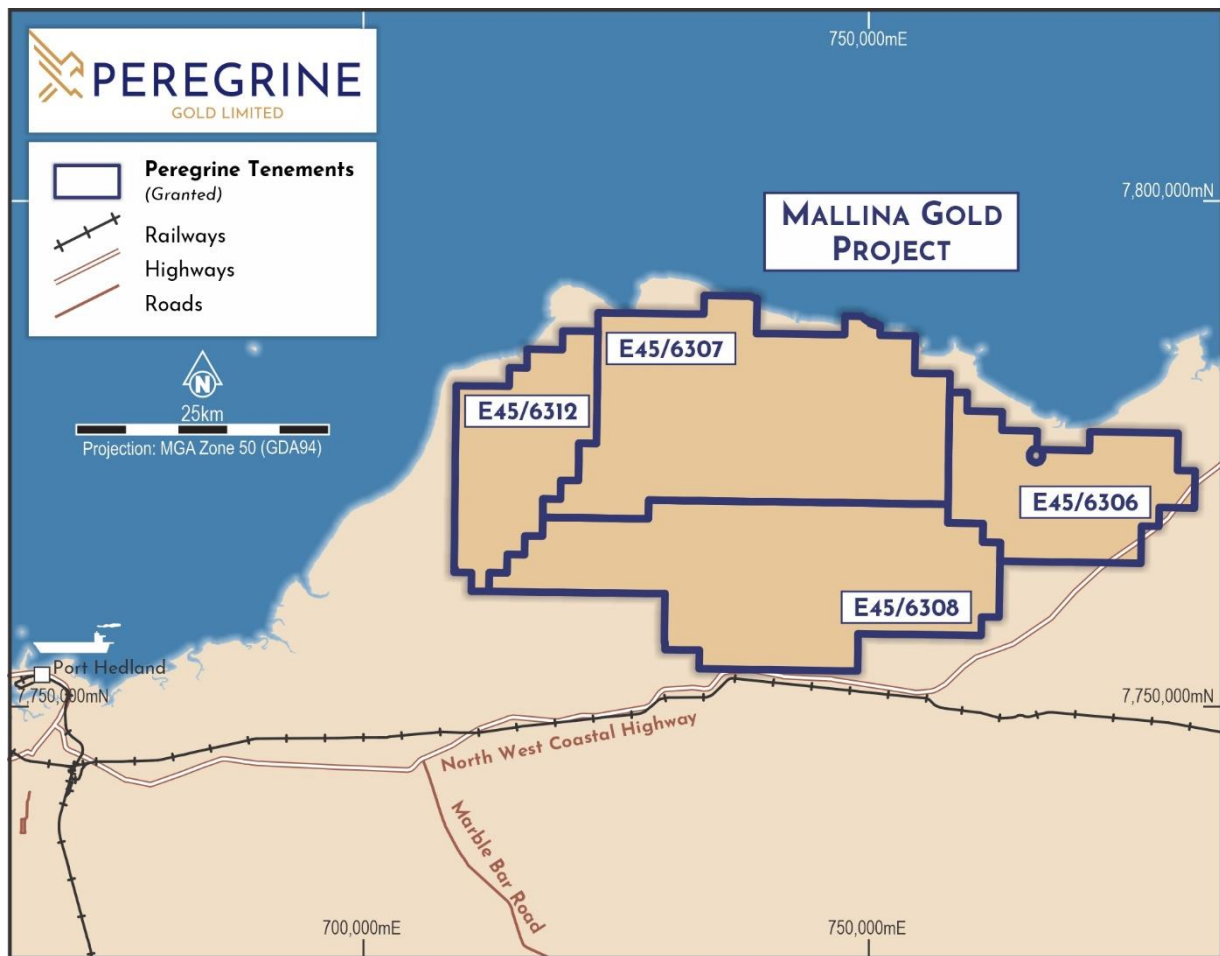 750,000mE
PEREGRINE
GOLD LIMITED
Peregrine Tenements
(Granted)
Railways
Highways
Roads
7,800,000mN
MALLINA GOLD
PROJECT
E45/6307
N
25km
Projection: MGA Zone 50 (GDA94)
E45/6312
E45/6306
E45/6308
Port Hedland
7,750,000mN
7,750,000mN
North West Coastal Highway
Marble Bar Road
700,000mE
750,000mE